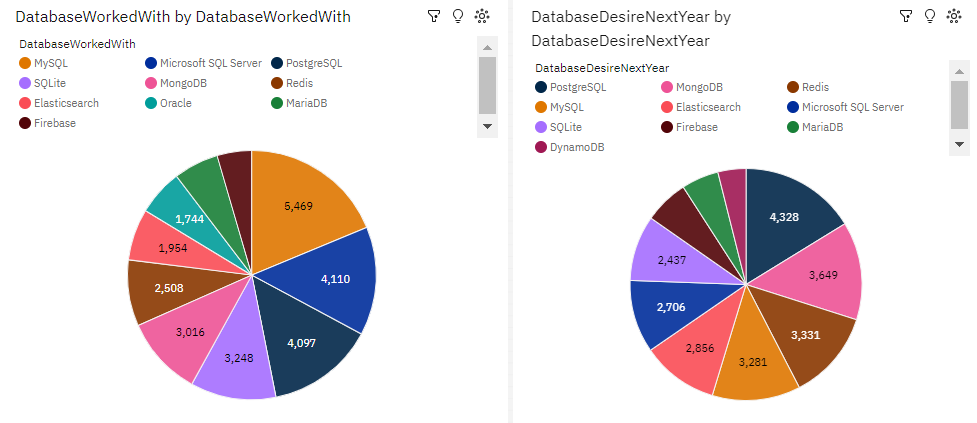 DatabaseWorkedWith by DatabaseWorkedWith
DatabaseWorkedWith
MySQL Microsoft SQL Server PostgreSQL
SQLite MongoDB Redis
Elasticsearch Oracle MariaDB
Firebase
5,469
4,110
4,097
3,248
3,016
2,508
1,954
1,744
DatabaseDesireNextYear by
DatabaseDesireNextYear
DatabaseDesireNextYear
PostgreSQL MongoDB Redis
MySQL Elasticsearch Microsoft SQL Server
SQLite Firebase MariaDB
DynamoDB
4,328
3,649
3,331
3,281
2,856
2,706
2,437